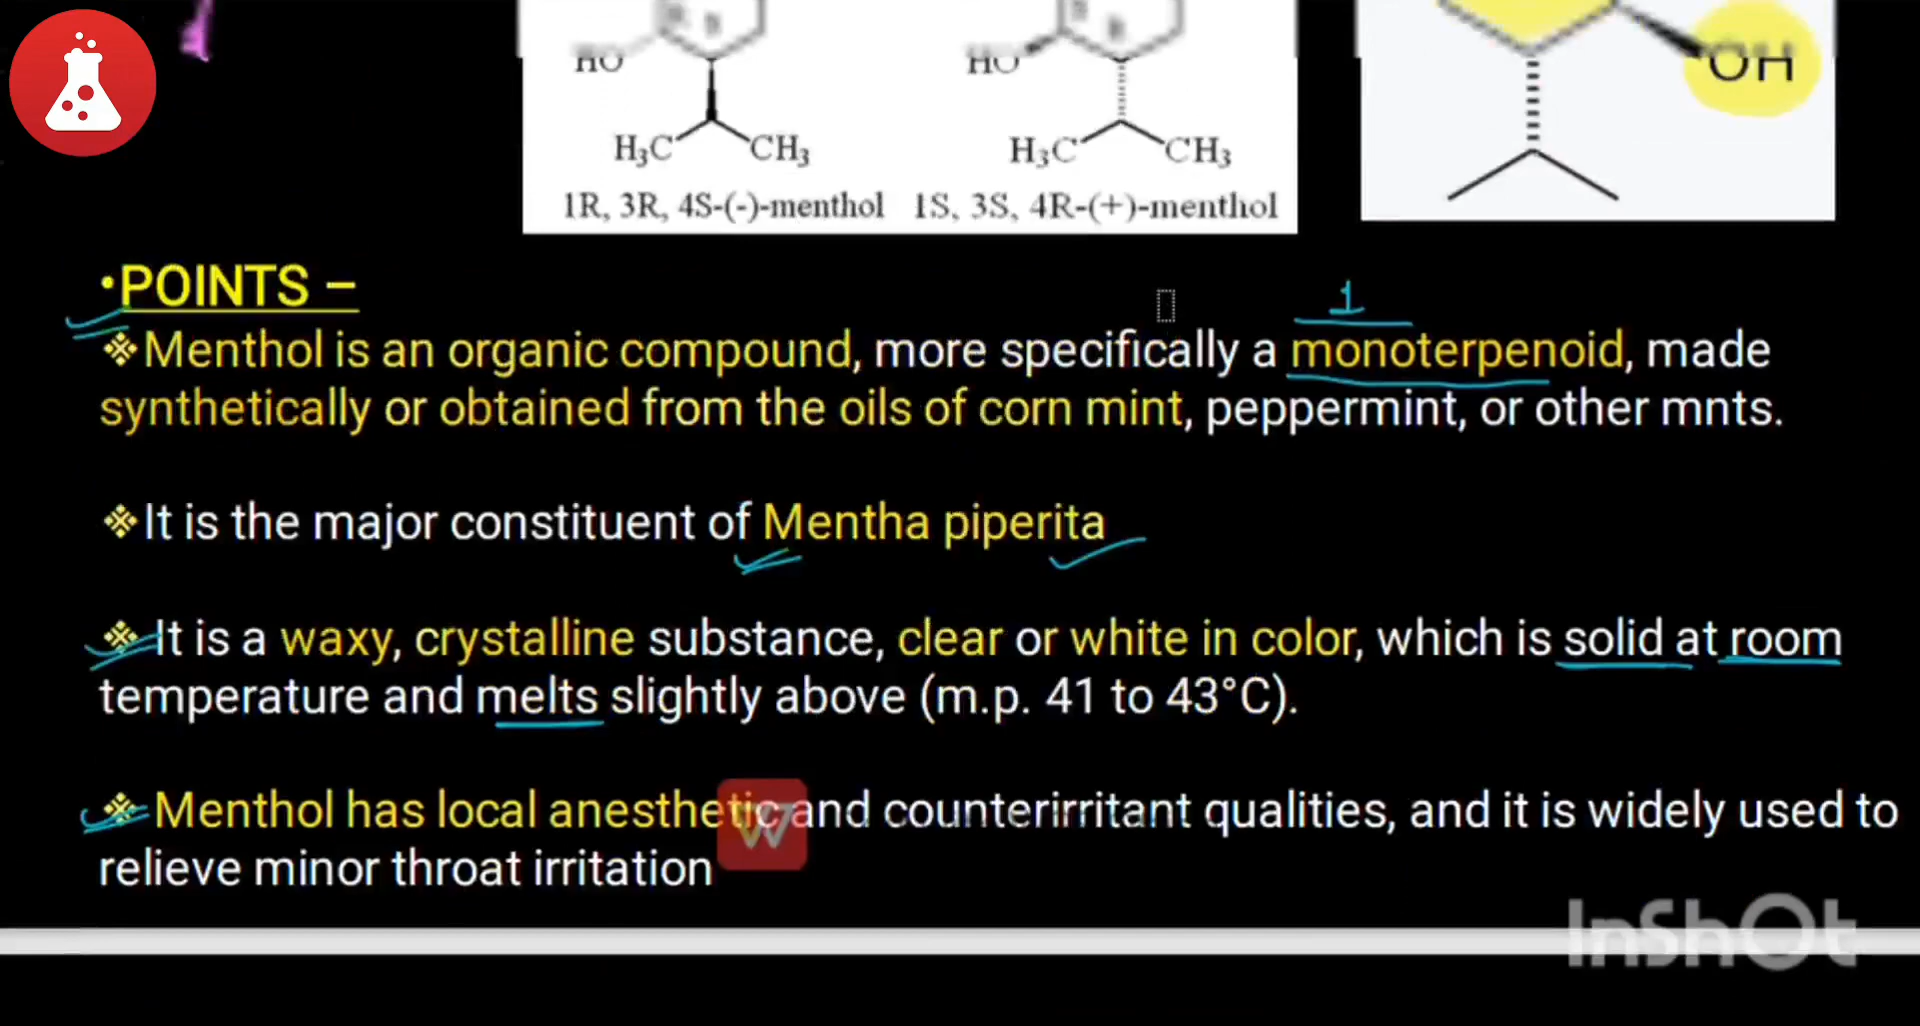 HO HO OH
H₃C CH₃ H₃C CH₃
1R, 3R, 4S-(-)-menthol 1S, 3S, 4R-(+)-menthol
•POINTS –
1
❖Menthol is an organic compound, more specifically a monoterpenoid, made
synthetically or obtained from the oils of corn mint, peppermint, or other mnts.
❖It is the major constituent of Mentha piperita
❖It is a waxy, crystalline substance, clear or white in color, which is solid at room
temperature and melts slightly above (m.p. 41 to 43°C).
❖Menthol has local anesthetic and counterirritant qualities, and it is widely used to
relieve minor throat irritation
W
InShOt